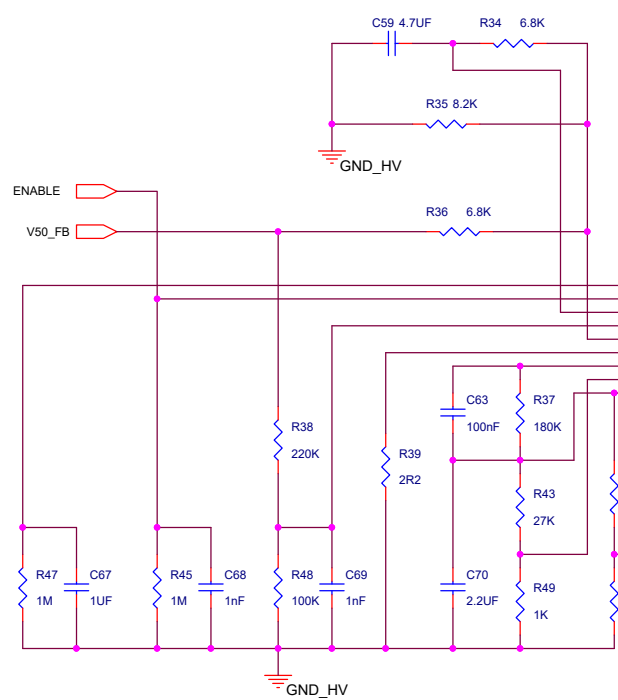 C59 4.7UF
R34 6.8K
R35 8.2K
GND_HV
ENABLE
R36 6.8K
V50_FB
C63
100nF
R37
180K
R38
220K
R39
2R2
R43
27K
R47
1M
C67
1UF
R45
1M
C68
1nF
R48
100K
C69
1nF
C70
2.2UF
R49
1K
GND_HV